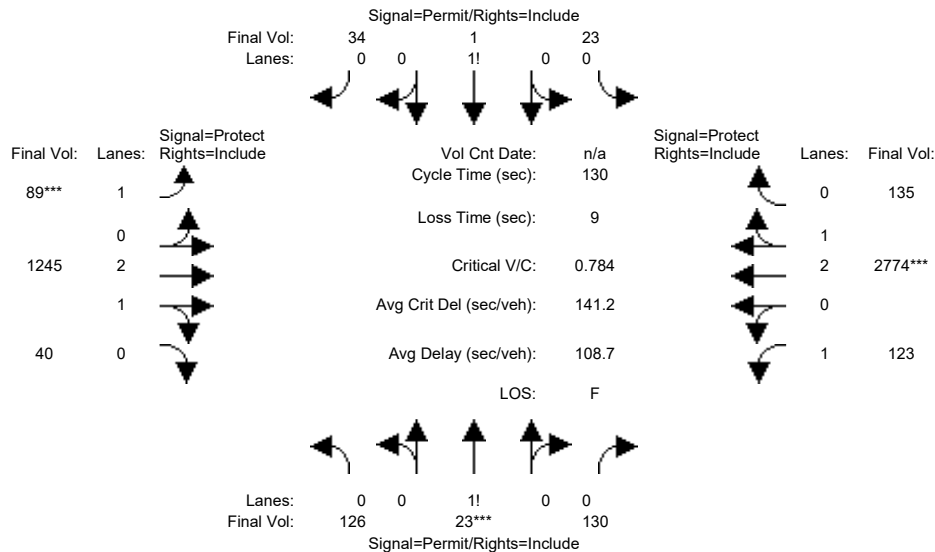 Signal=Permit/Rights=Include
Final Vol: 34 1 23
Lanes: 0 0 1! 0 0
Signal=Protect
Final Vol: Lanes: Rights=Include
Vol Cnt Date: n/a
Signal=Protect
Rights=Include Lanes: Final Vol:
Cycle Time (sec): 130
89*** 1
0 135
Loss Time (sec): 9
0
1
1245 2
Critical V/C: 0.784
2 2774***
1
Avg Crit Del (sec/veh): 141.2
0
40 0
Avg Delay (sec/veh): 108.7
1 123
LOS: F
Lanes: 0 0 1! 0 0
Final Vol: 126 23*** 130
Signal=Permit/Rights=Include